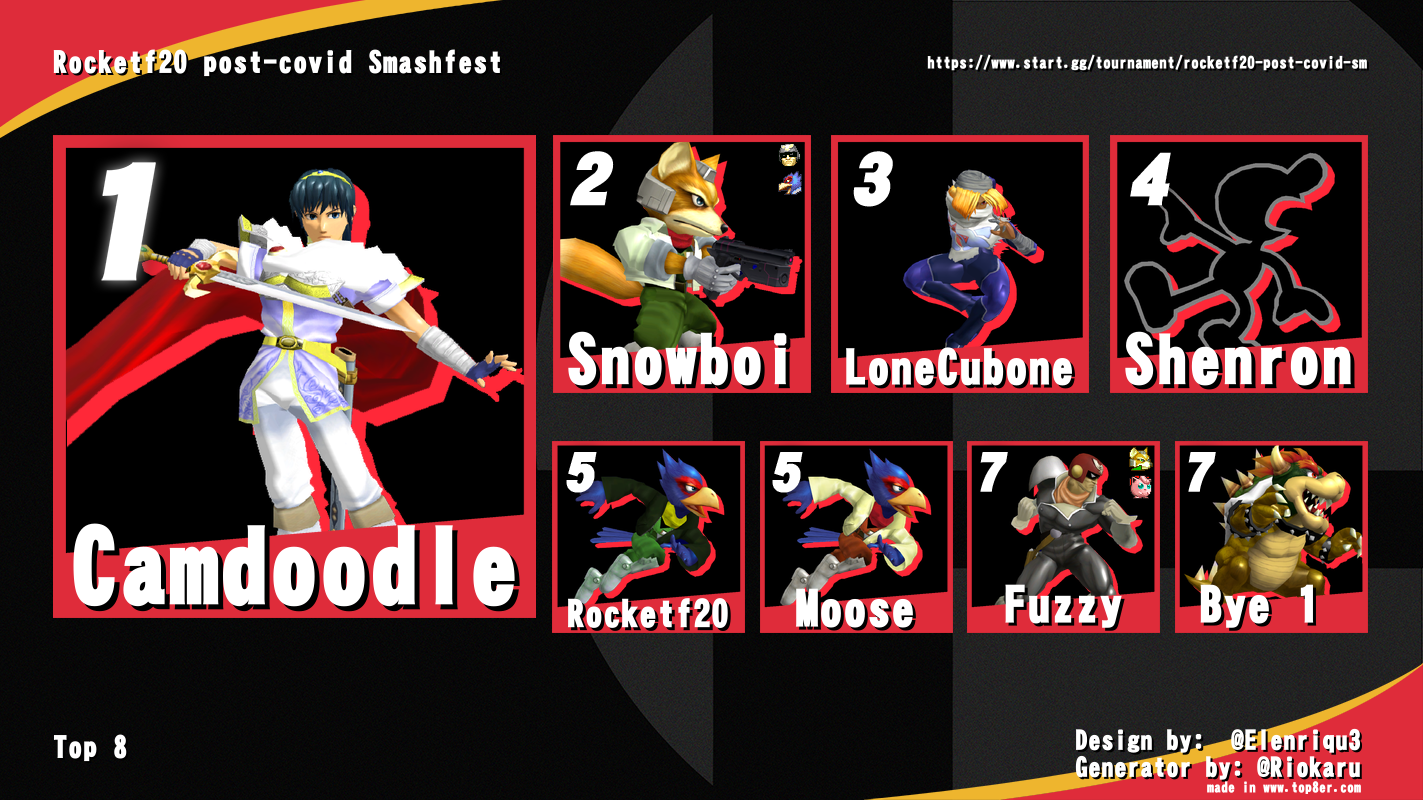 Rocketf20 post-covid Smashfest
https://www.start.gg/tournament/rocketf20-post-covid-sm
1
Camdoodle
2
Snowboi
3
LoneCubone
4
Shenron
5
Rocketf20
5
Moose
7
Fuzzy
7
Bye 1
Top 8
Design by: @Elenriqu3
Generator by: @Riokaru
made in www.top8er.com